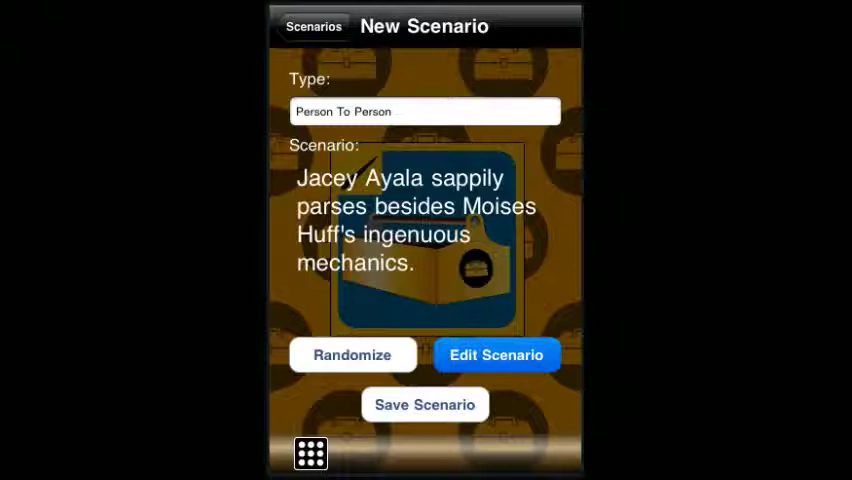 Scenarios
New Scenario
Type:
Person To Person
Scenario:
Jacey Ayala sappily
parses besides Moises
Huff's ingenuous
mechanics.
Randomize
Edit Scenario
Save Scenario